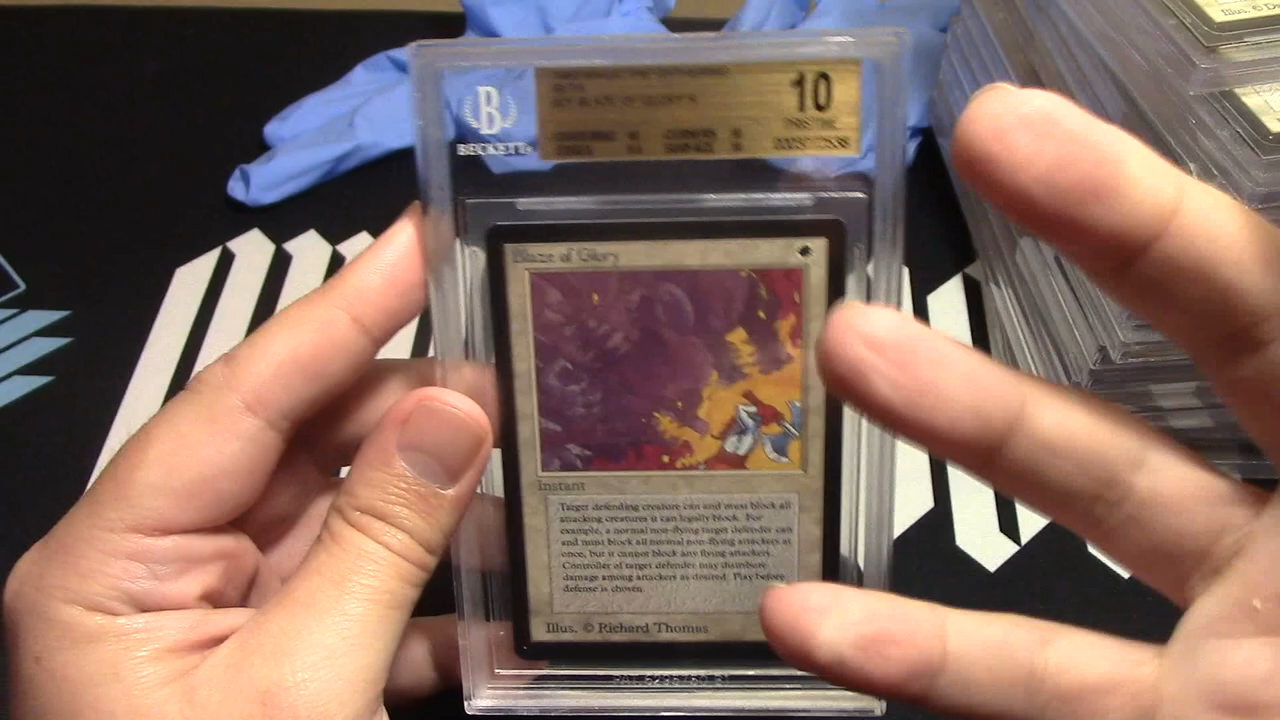 10
PRISTINE
B
BECKETT
Blaze of Glory
Instant
Target defending creature can and must block all
attacking creatures it can legally block. For
example, a normal non-flying target defender can
and must block all normal non-flying attackers at
once, but it cannot block any flying attackers.
Controller of target defender may distribute
damage among attackers as desired. Play before
defense is chosen.
Illus. © Richard Thomas
Illus. © D